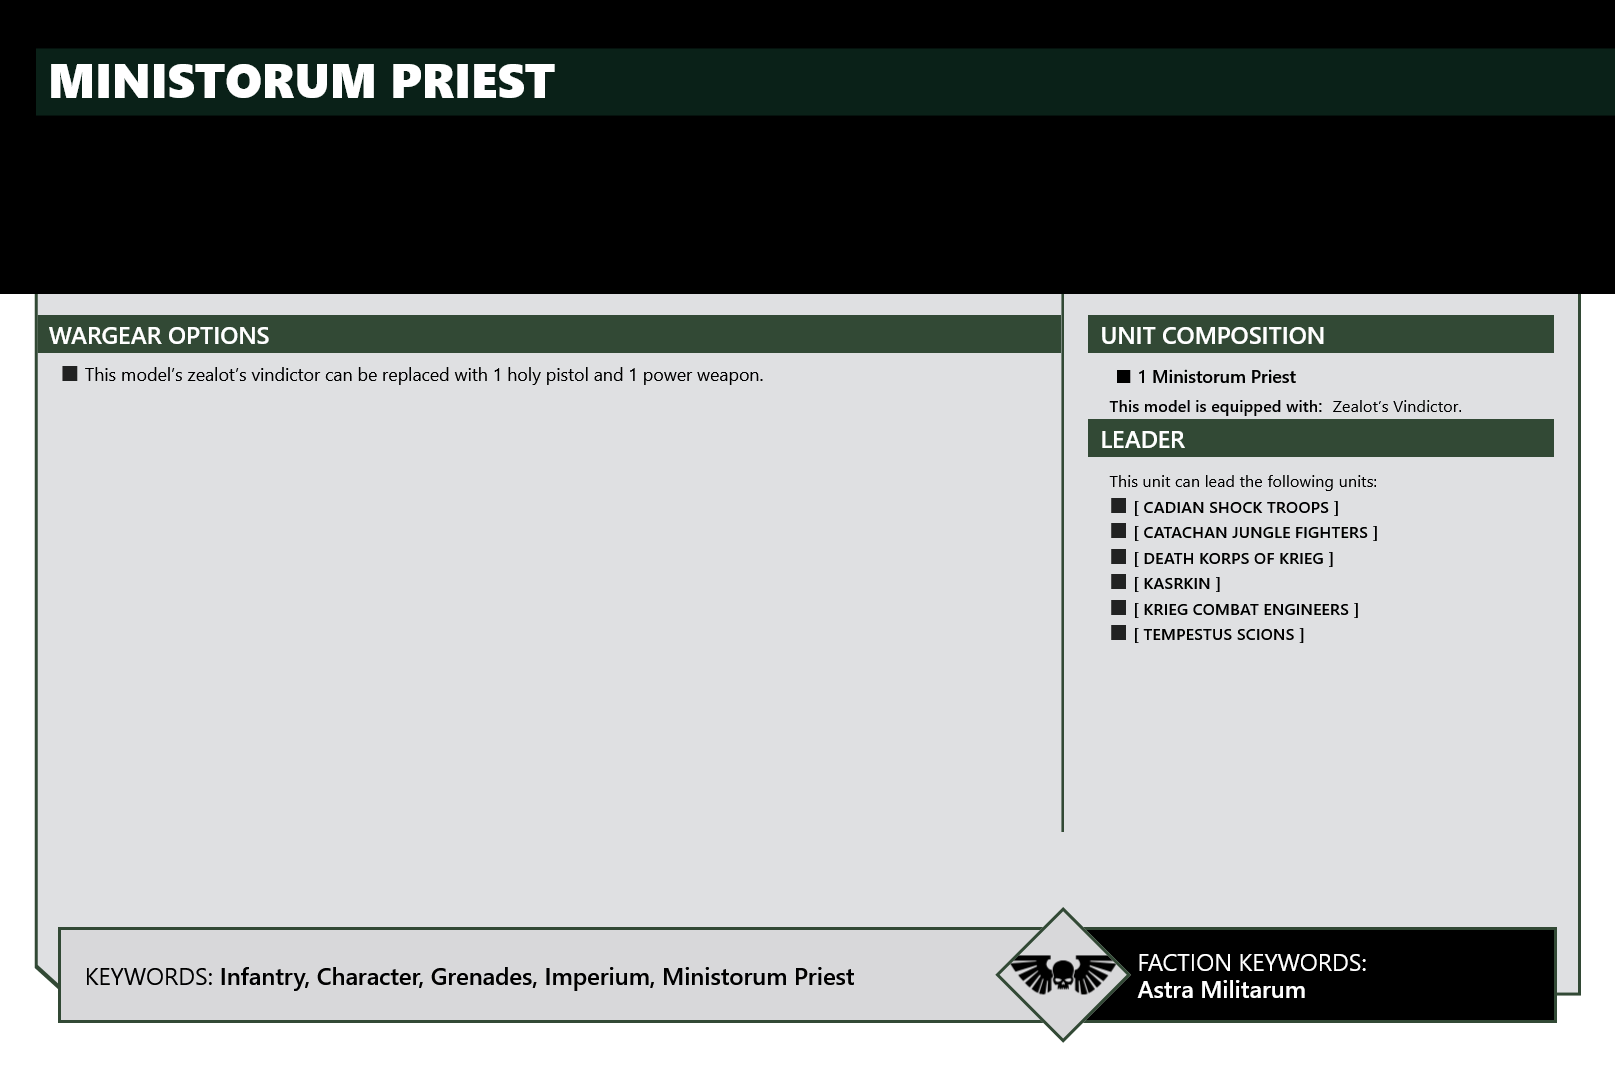 MINISTORUM PRIEST
WARGEAR OPTIONS
■ This model’s zealot’s vindictor can be replaced with 1 holy pistol and 1 power weapon.
UNIT COMPOSITION
■ 1 Ministorum Priest
This model is equipped with: Zealot’s Vindictor.
LEADER
This unit can lead the following units:
■ [ CADIAN SHOCK TROOPS ]
■ [ CATACHAN JUNGLE FIGHTERS ]
■ [ DEATH KORPS OF KRIEG ]
■ [ KASRKIN ]
■ [ KRIEG COMBAT ENGINEERS ]
■ [ TEMPESTUS SCIONS ]
KEYWORDS: Infantry, Character, Grenades, Imperium, Ministorum Priest
FACTION KEYWORDS:
Astra Militarum